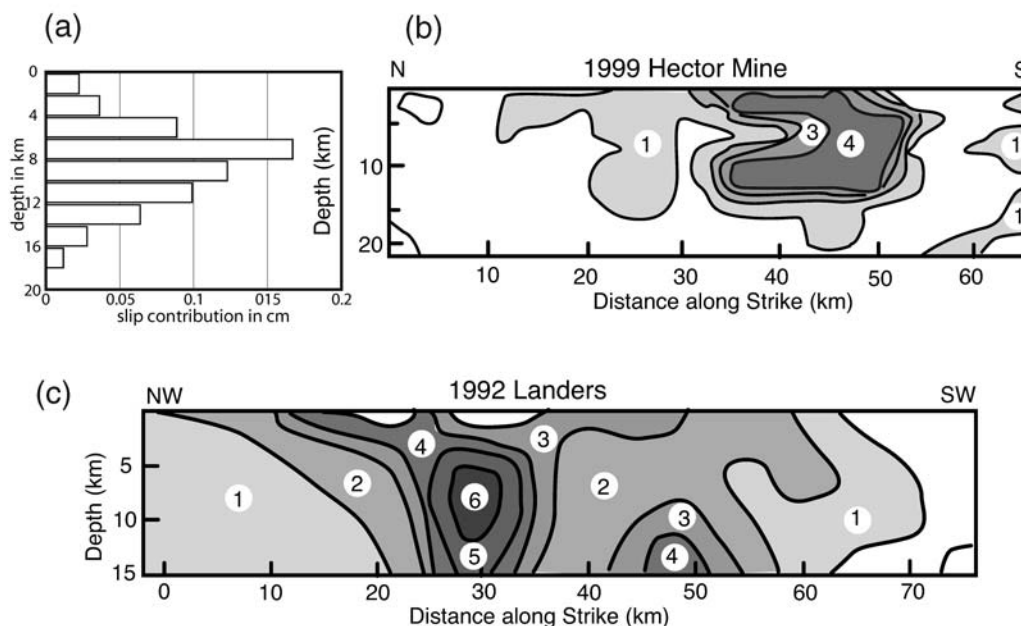 (a)
0
4
8
12
16
20
depth in km
0 0.05 0.1 015 0.2
slip contribution in cm
(b)
N 1999 Hector Mine S
Depth (km)
10
20
1
3
4
1
1
10 20 30 40 50 60
Distance along Strike (km)
(c)
NW 1992 Landers SW
Depth (km)
5
10
15
1
2
4
6
5
3
2
3
4
1
0 10 20 30 40 50 60 70
Distance along Strike (km)